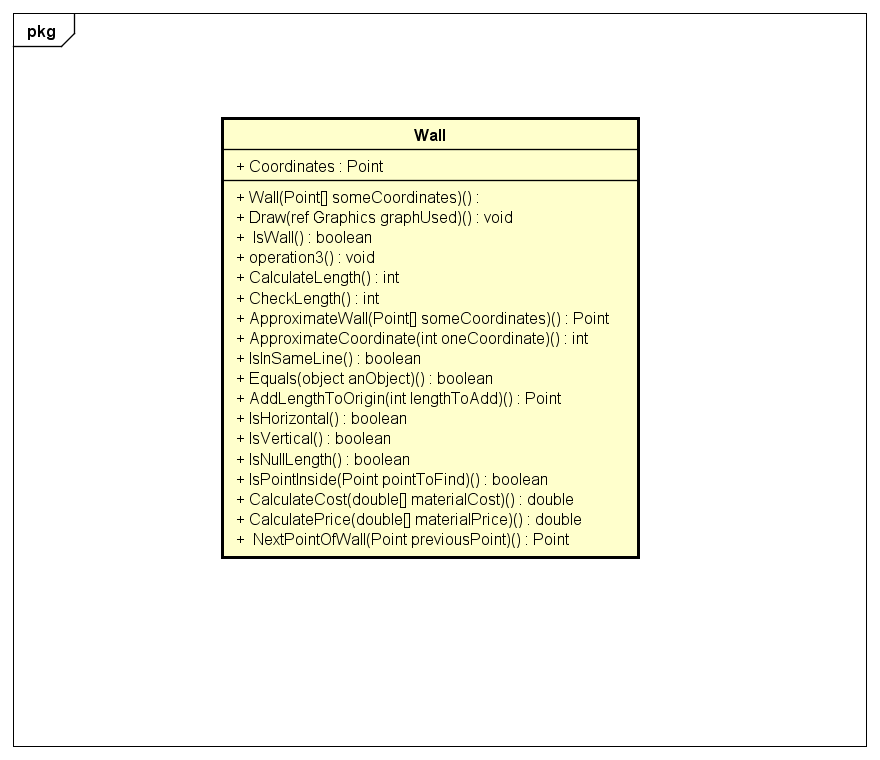 pkg
Wall
+ Coordinates : Point
+ Wall(Point[] someCoordinates)() :
+ Draw(ref Graphics graphUsed)() : void
+ IsWall() : boolean
+ operation3() : void
+ CalculateLength() : int
+ CheckLength() : int
+ ApproximateWall(Point[] someCoordinates)() : Point
+ ApproximateCoordinate(int oneCoordinate)() : int
+ IsInSameLine() : boolean
+ Equals(object anObject)() : boolean
+ AddLengthToOrigin(int lengthToAdd)() : Point
+ IsHorizontal() : boolean
+ IsVertical() : boolean
+ IsNullLength() : boolean
+ IsPointInside(Point pointToFind)() : boolean
+ CalculateCost(double[] materialCost)() : double
+ CalculatePrice(double[] materialPrice)() : double
+ NextPointOfWall(Point previousPoint)() : Point